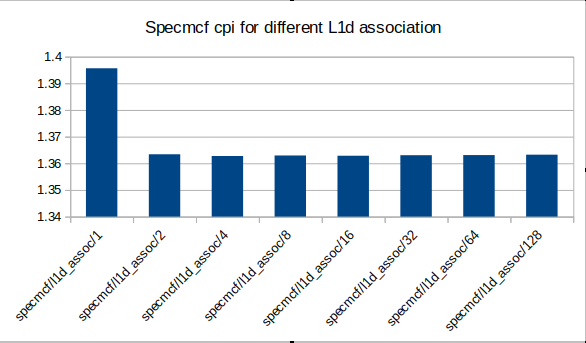 Specmcf cpi for different L1d association
1.4
1.39
1.38
1.37
1.36
1.35
1.34
specmcf/l1d_assoc/1
specmcf/l1d_assoc/2
specmcf/l1d_assoc/4
specmcf/l1d_assoc/8
specmcf/l1d_assoc/16
specmcf/l1d_assoc/32
specmcf/l1d_assoc/64
specmcf/l1d_assoc/128